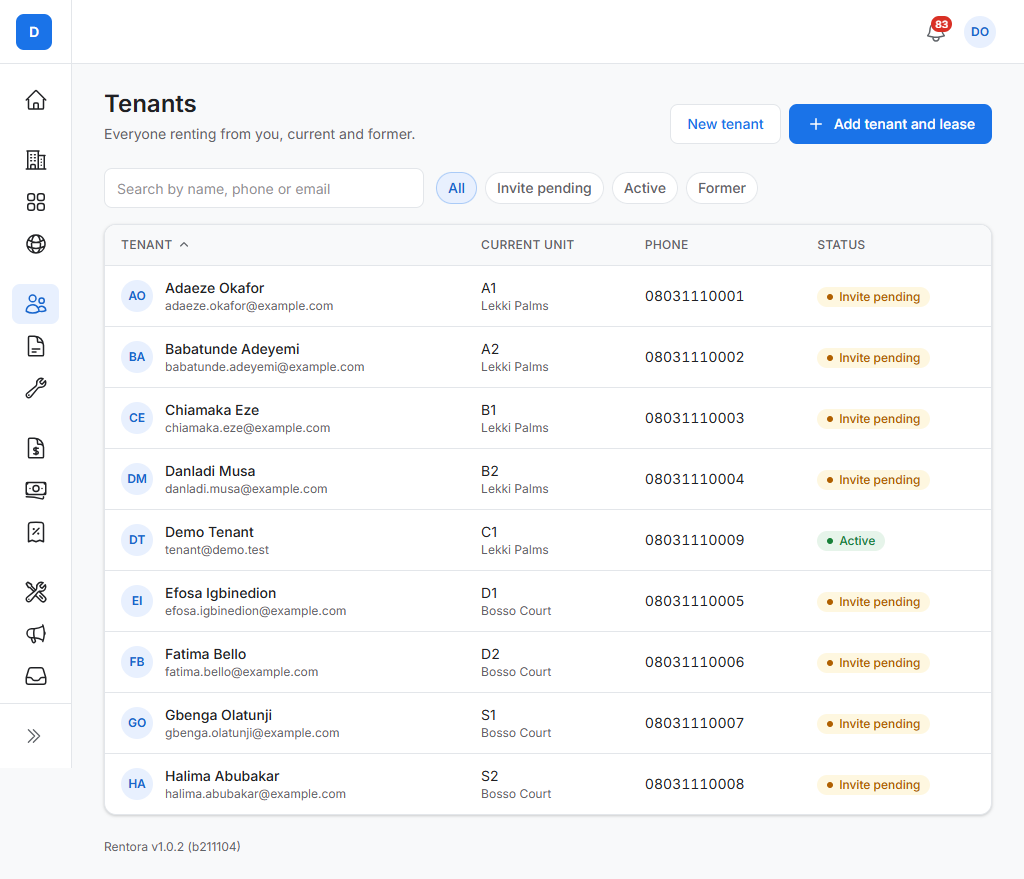 D
83
DO
Tenants
Everyone renting from you, current and former.
New tenant
Add tenant and lease
Search by name, phone or email
All
Invite pending
Active
Former
TENANT
CURRENT UNIT
PHONE
STATUS
AO
Adaeze Okafor
adaeze.okafor@example.com
A1
Lekki Palms
08031110001
Invite pending
BA
Babatunde Adeyemi
babatunde.adeyemi@example.com
A2
Lekki Palms
08031110002
Invite pending
CE
Chiamaka Eze
chiamaka.eze@example.com
B1
Lekki Palms
08031110003
Invite pending
DM
Danladi Musa
danladi.musa@example.com
B2
Lekki Palms
08031110004
Invite pending
DT
Demo Tenant
tenant@demo.test
C1
Lekki Palms
08031110009
Active
EI
Efosa Igbinedion
efosa.igbinedion@example.com
D1
Bosso Court
08031110005
Invite pending
FB
Fatima Bello
fatima.bello@example.com
D2
Bosso Court
08031110006
Invite pending
GO
Gbenga Olatunji
gbenga.olatunji@example.com
S1
Bosso Court
08031110007
Invite pending
HA
Halima Abubakar
halima.abubakar@example.com
S2
Bosso Court
08031110008
Invite pending
Rentora v1.0.2 (b211104)